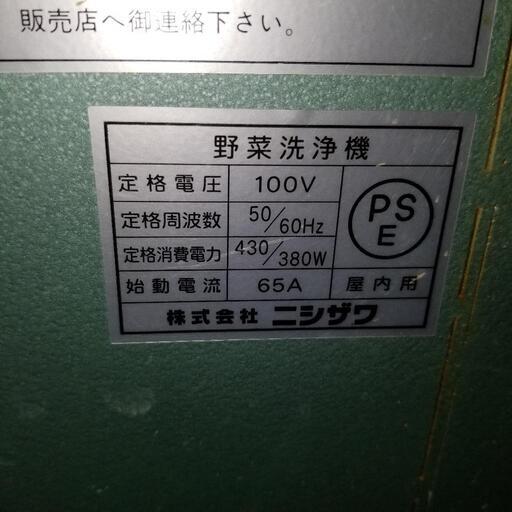 販売店へ御連絡下さい。
野菜洗浄機
定格電圧 100V
定格周波数 50/60Hz
定格消費電力 430/380W
始動電流 65A
PS
E
屋内用
株式会社 ニシザワ